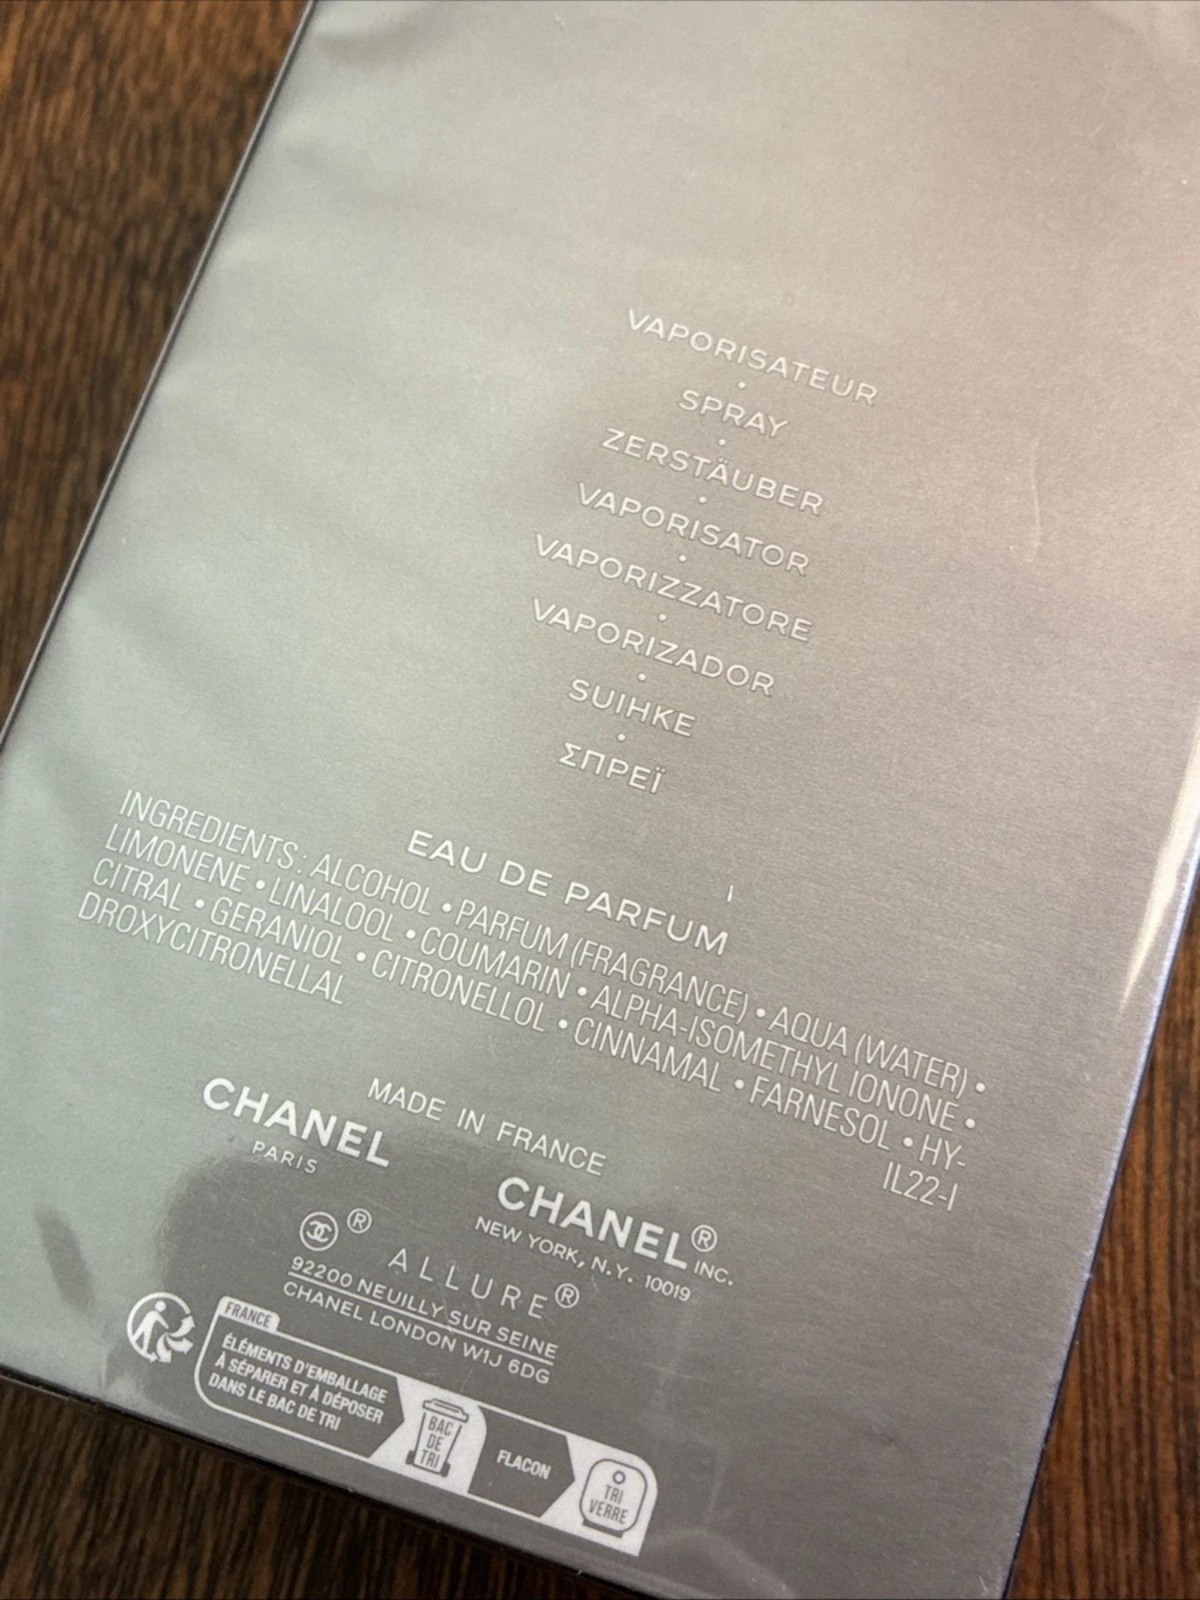 VAPORISATEUR
•
SPRAY
•
ZERSTÄUBER
•
VAPORISATOR
•
VAPORIZZATORE
•
VAPORIZADOR
•
SUIHKE
•
ΣΠΡΕΪ
EAU DE PARFUM
INGREDIENTS : ALCOHOL • PARFUM (FRAGRANCE) • AQUA (WATER) •
LIMONENE • LINALOOL • COUMARIN • ALPHA-ISOMETHYL IONONE •
CITRAL • GERANIOL • CITRONELLOL • CINNAMAL • FARNESOL • HY-
DROXYCITRONELLAL
IL22-I
MADE IN FRANCE
CHANEL
PARIS
CHANEL® INC.
NEW YORK, N.Y. 10019
®
ALLURE®
92200 NEUILLY SUR SEINE
CHANEL LONDON W1J 6DG
FRANCE
ÉLÉMENTS D'EMBALLAGE
À SÉPARER ET À DÉPOSER
DANS LE BAC DE TRI
BAC
DE
TRI
FLACON
TRI
VERRE